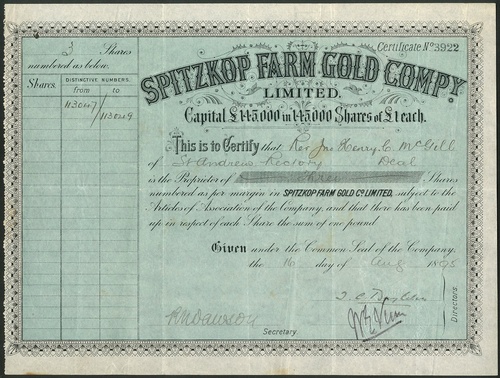 3 Shares
numbered as below.
Shares. DISTINCTIVE NUMBERS.
from to
113047 / 113049
Certificate No 3922
SPITZKOP FARM GOLD COMPY.
LIMITED.
Capital £145,000 in 145,000 Shares of £1 each.
This is to Certify that Rev. Jas Henry C. McGill
of St Andrews Rectory Deal
is the Proprietor of Three Shares
numbered as per margin in SPITZKOP FARM GOLD Co LIMITED, subject to the
Articles of Association of the Company, and that there has been paid
up in respect of each Share the sum of one pound.
Given under the Common Seal of the Company,
the 16 day of Aug 1895
Dawson
Secretary.
Directors.